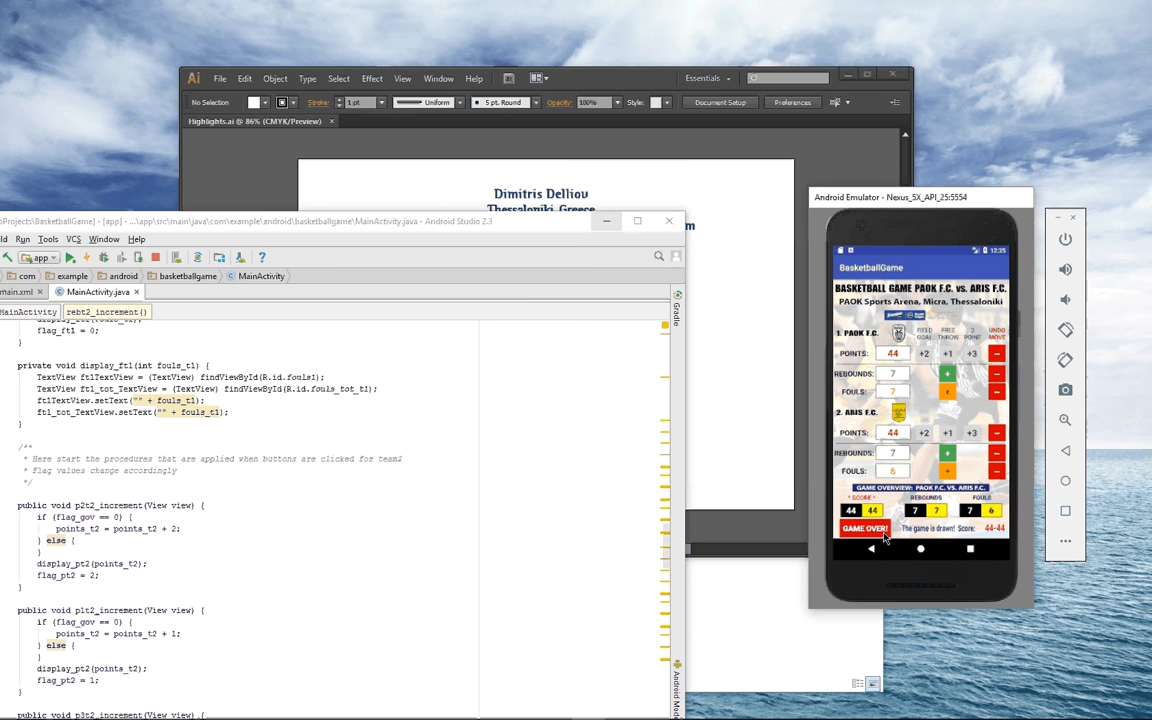 Ai File Edit Object Type Select Effect View Window Help Essentials
No Selection Stroke: 1 pt Uniform 5 pt. Round Opacity: 100% Style: Document Setup Preferences
Highlights.ai @ 86% (CMYK/Preview) ×
Dimitris Delliou
Thessaloniki, Greece
m
oProjects\BasketballGame] - [app] - ...\app\src\main\java\com\example\android\basketballgame\MainActivity.java - Android Studio 2.3
ld Run Tools VCS Window Help
app
com example android basketballgame MainActivity
main.xml × MainActivity.java ×
MainActivity rebt2_increment()
flag_ft1 = 0;
}
private void display_ft1(int fouls_t1) {
TextView ft1TextView = (TextView) findViewById(R.id.fouls1);
TextView ft1_tot_TextView = (TextView) findViewById(R.id.fouls_tot_t1);
ft1TextView.setText("" + fouls_t1);
ft1_tot_TextView.setText("" + fouls_t1);
}
/**
* Here start the procedures that are applied when buttons are clicked for team2
* Flag values change accordingly
*/
public void p2t2_increment(View view) {
if (flag_gov == 0) {
points_t2 = points_t2 + 2;
} else {
}
display_pt2(points_t2);
flag_pt2 = 2;
}
public void p1t2_increment(View view) {
if (flag_gov == 0) {
points_t2 = points_t2 + 1;
} else {
}
display_pt2(points_t2);
flag_pt2 = 1;
}
public void p3t2_increment(View view) {
Gradle
Android Mode
Android Emulator - Nexus_5X_API_25:5554
12:35
BasketballGame
BASKETBALL GAME PAOK F.C. vs. ARIS F.C.
PAOK Sports Arena, Micra, Thessaloniki
1. PAOK F.C. FIELD GOAL FREE THROW 3 POINT UNDO MOVE
POINTS: 44 +2 +1 +3 −
REBOUNDS: 7 + −
FOULS: 7 + −
2. ARIS F.C.
POINTS: 44 +2 +1 +3 −
REBOUNDS: 7 + −
FOULS: 6 + −
GAME OVERVIEW: PAOK F.C. VS. ARIS F.C.
* SCORE * REBOUNDS FOULS
44 44 7 7 7 6
GAME OVER! The game is drawn! Score: 44-44